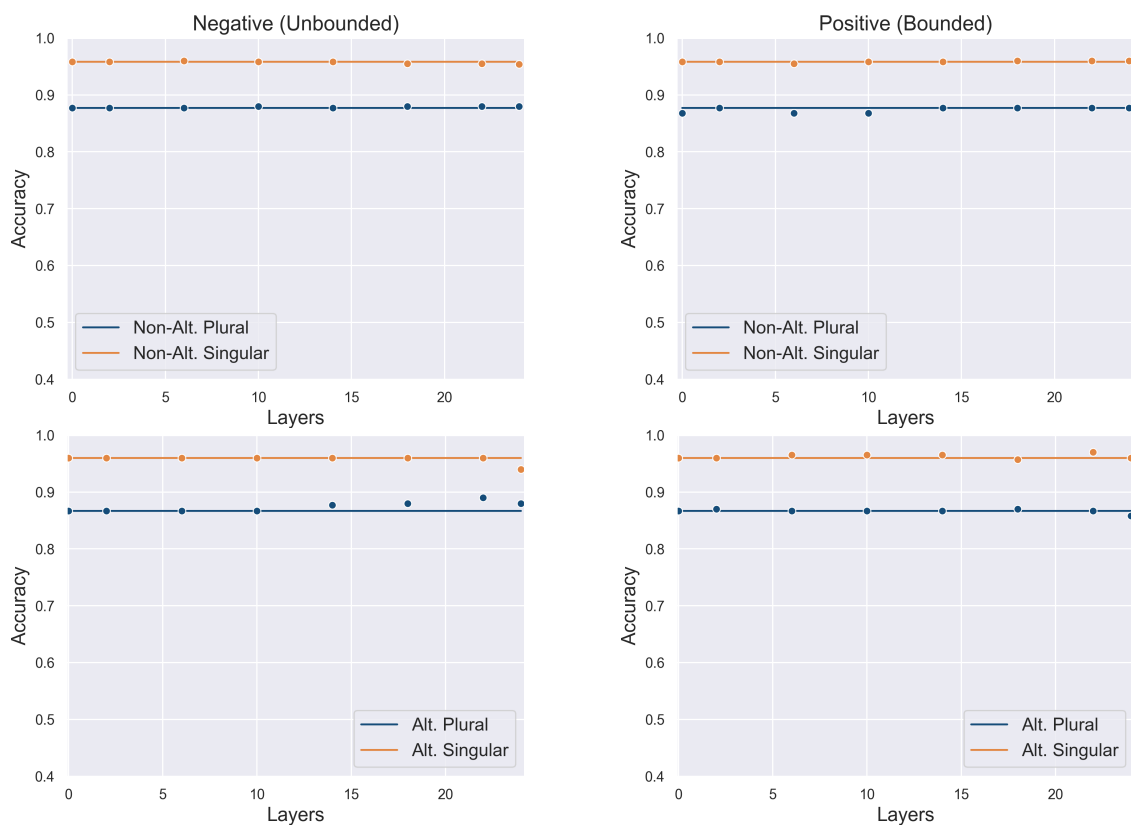 Negative (Unbounded)
1.0
0.9
0.8
0.7
0.6
0.5
0.4
Accuracy
Non-Alt. Plural
Non-Alt. Singular
0 5 10 15 20
Layers
Positive (Bounded)
1.0
0.9
0.8
0.7
0.6
0.5
0.4
Accuracy
Non-Alt. Plural
Non-Alt. Singular
0 5 10 15 20
Layers
1.0
0.9
0.8
0.7
0.6
0.5
0.4
Accuracy
Alt. Plural
Alt. Singular
0 5 10 15 20
Layers
1.0
0.9
0.8
0.7
0.6
0.5
0.4
Accuracy
Alt. Plural
Alt. Singular
0 5 10 15 20
Layers